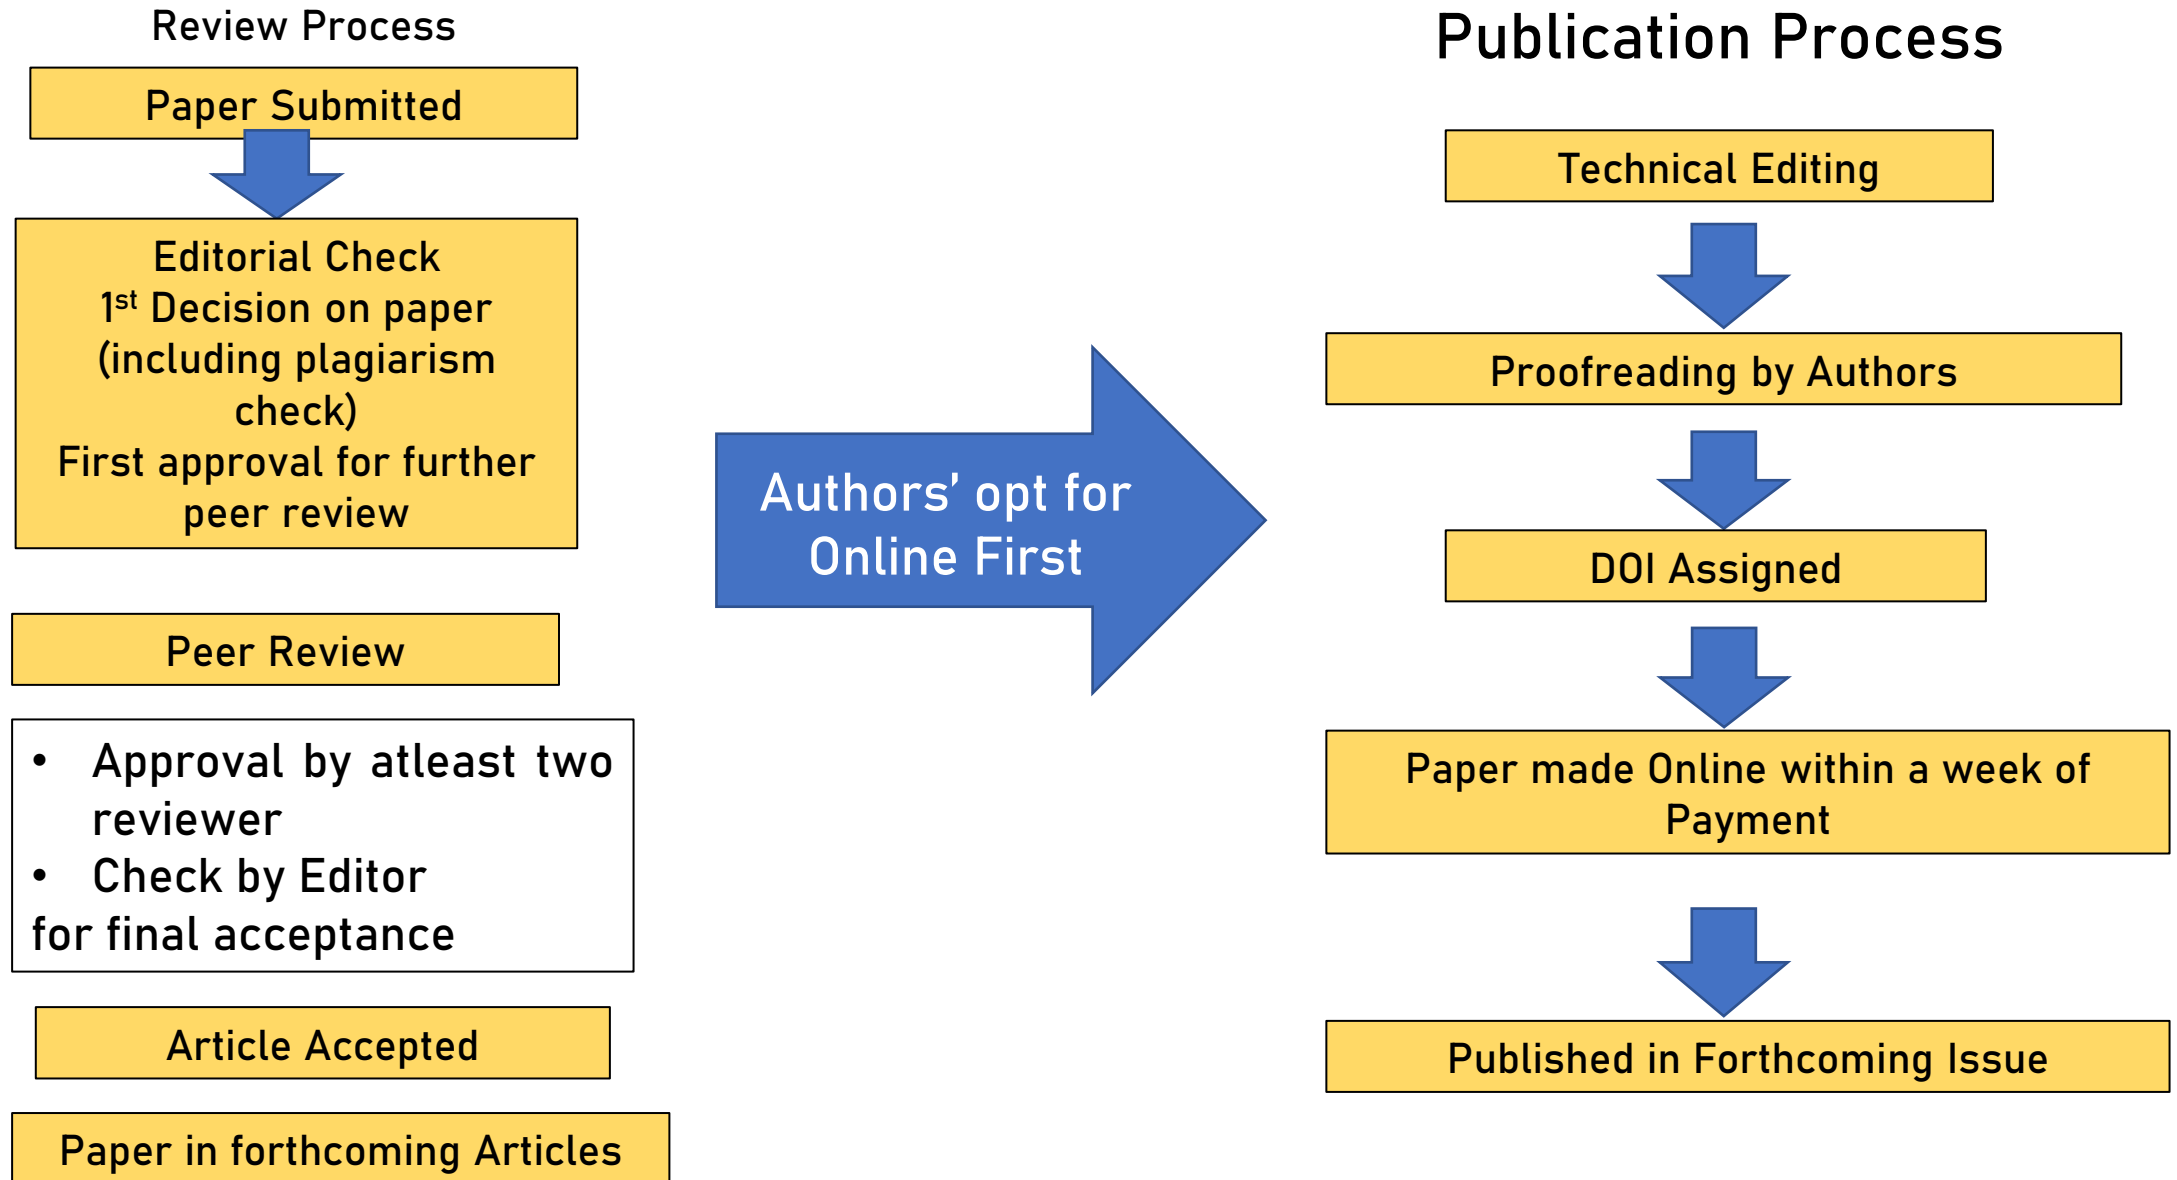 Review Process
Paper Submitted
Editorial Check
1st Decision on paper
(including plagiarism
check)
First approval for further
peer review
Peer Review
• Approval by atleast two
reviewer
• Check by Editor
for final acceptance
Article Accepted
Paper in forthcoming Articles
Authors’ opt for
Online First
Publication Process
Technical Editing
Proofreading by Authors
DOI Assigned
Paper made Online within a week of
Payment
Published in Forthcoming Issue